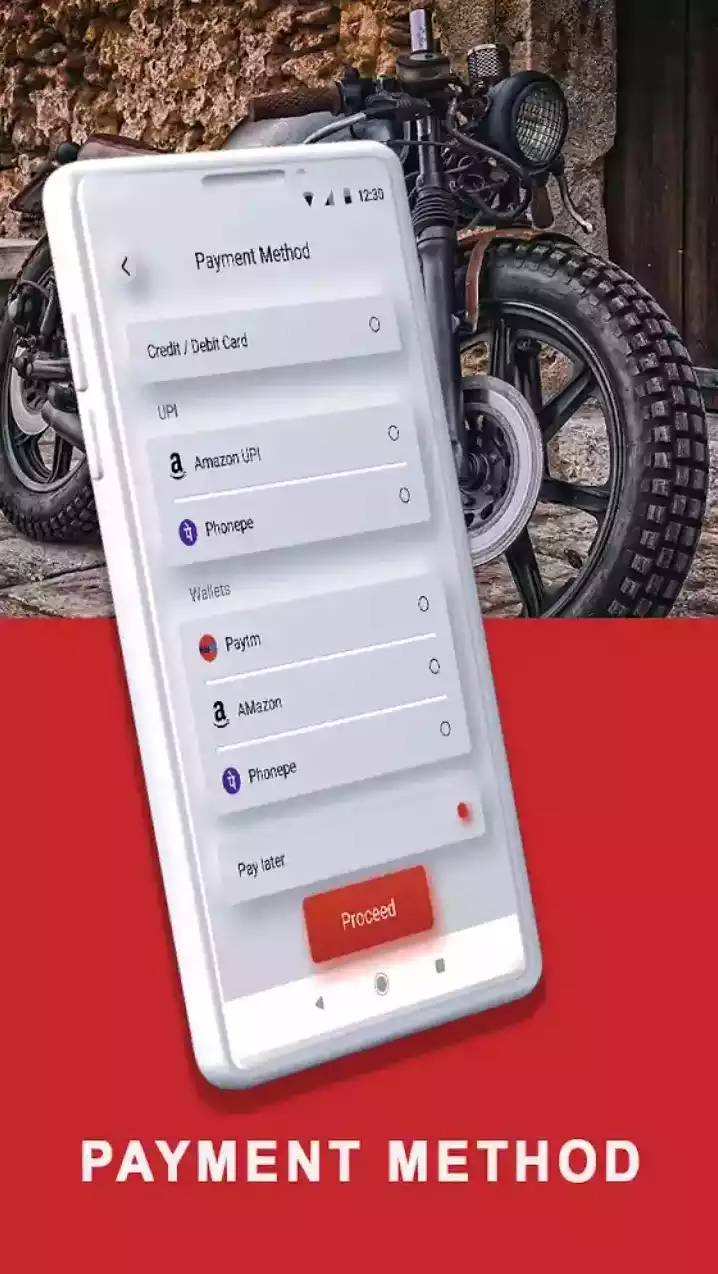 12:30
Payment Method
Credit / Debit Card
UPI
Amazon UPI
Phonepe
Wallets
Paytm
AMazon
Phonepe
Pay later
Proceed
PAYMENT METHOD